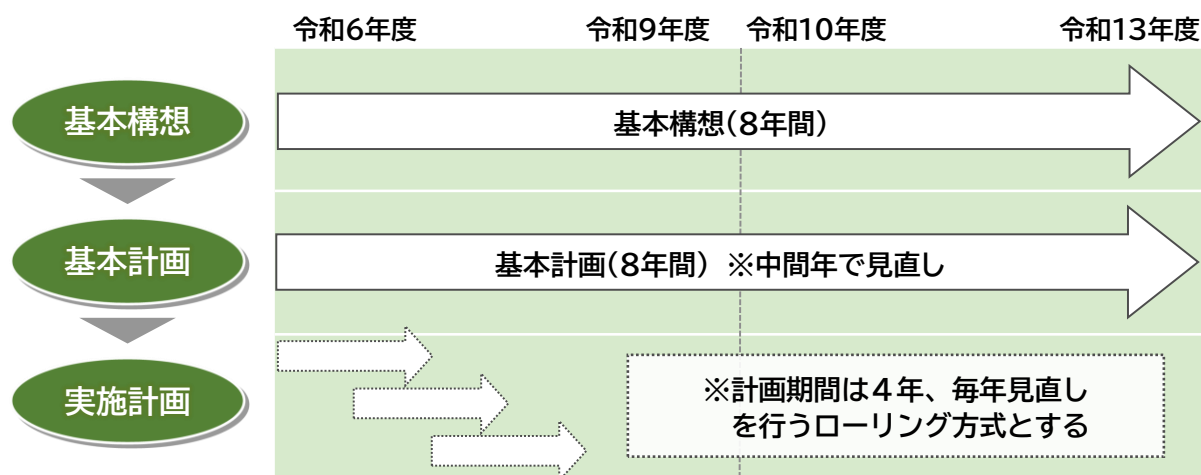 令和6年度 令和9年度 令和10年度 令和13年度
基本構想
基本構想(8年間)
基本計画
基本計画(8年間) ※中間年で見直し
実施計画
※計画期間は4年、毎年見直し
を行うローリング方式とする